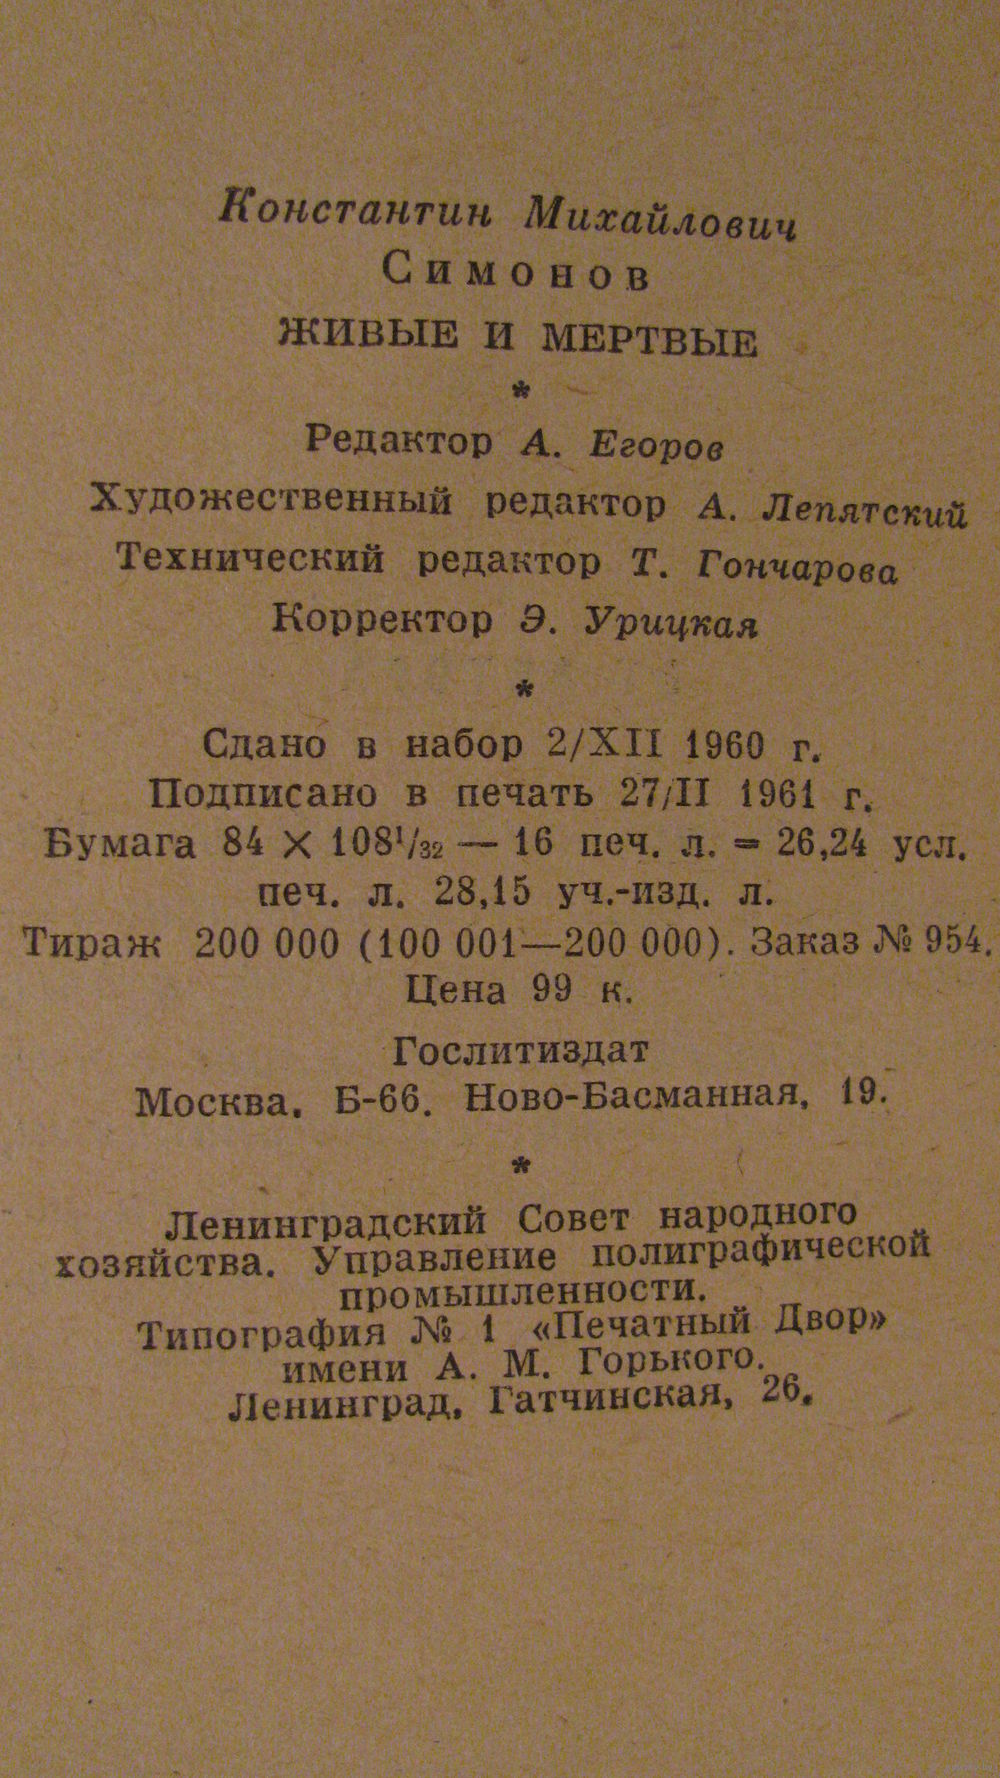 Константин Михайлович
Симонов
ЖИВЫЕ И МЕРТВЫЕ
*
Редактор А. Егоров
Художественный редактор А. Лепятский
Технический редактор Т. Гончарова
Корректор Э. Урицкая
*
Сдано в набор 2/XII 1960 г.
Подписано в печать 27/II 1961 г.
Бумага 84 × 108¹/₃₂ — 16 печ. л. = 26,24 усл.
печ. л. 28,15 уч.-изд. л.
Тираж 200 000 (100 001—200 000). Заказ № 954.
Цена 99 к.
Гослитиздат
Москва, Б-66. Ново-Басманная, 19.
*
Ленинградский Совет народного
хозяйства. Управление полиграфической
промышленности.
Типография № 1 «Печатный Двор»
имени А. М. Горького.
Ленинград, Гатчинская, 26.